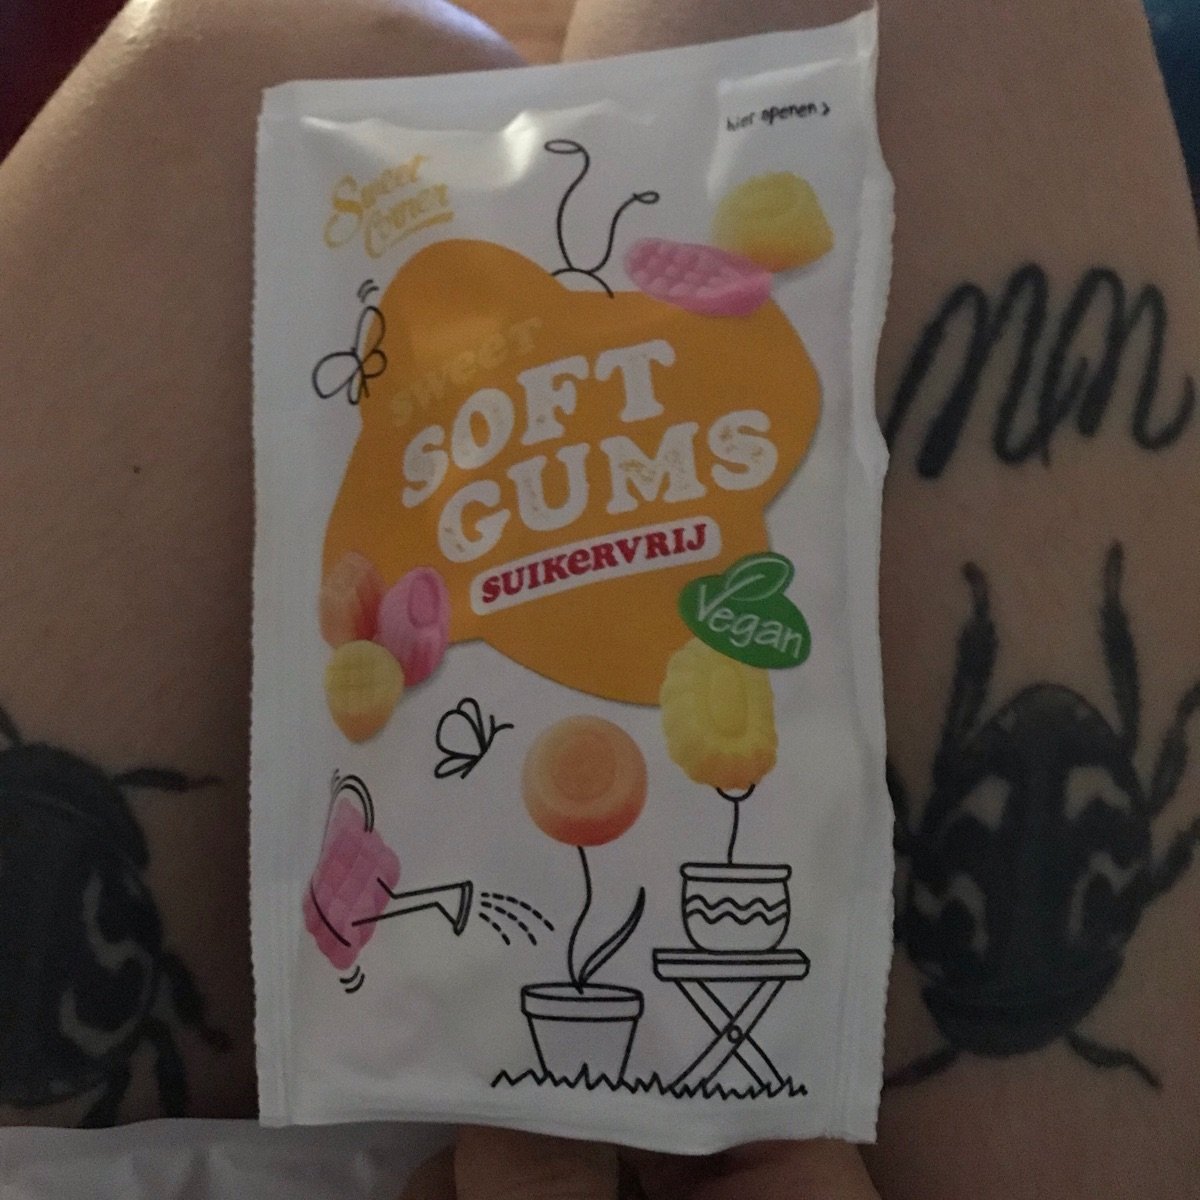 hier openen >
Sweet
Corner
SWEET
SOFT
GUMS
SUIKERVRIJ
Vegan